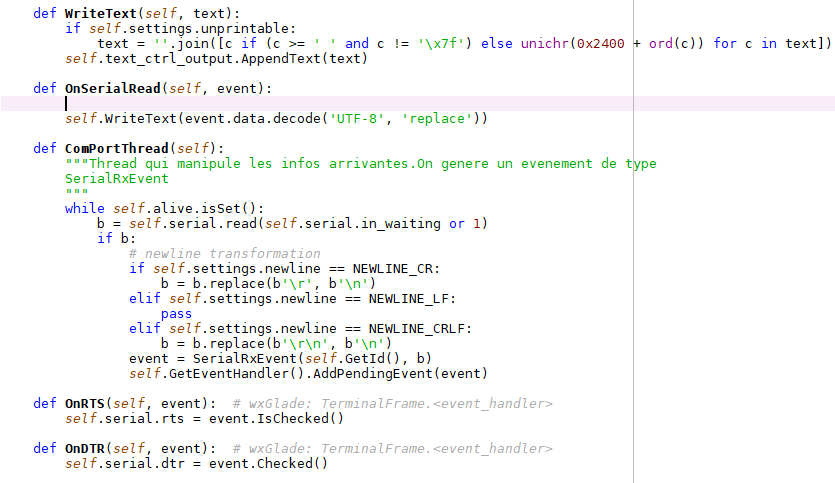 def WriteText(self, text):
    if self.settings.unprintable:
        text = ''.join([c if (c >= ' ' and c != '\x7f') else unichr(0x2400 + ord(c)) for c in text])
    self.text_ctrl_output.AppendText(text)
def OnSerialRead(self, event):
    self.WriteText(event.data.decode('UTF-8', 'replace'))
def ComPortThread(self):
    """Thread qui manipule les infos arrivantes.On genere un evenement de type
    SerialRxEvent
    """
    while self.alive.isSet():
        b = self.serial.read(self.serial.in_waiting or 1)
        if b:
            # newline transformation
            if self.settings.newline == NEWLINE_CR:
                b = b.replace(b'\r', b'\n')
            elif self.settings.newline == NEWLINE_LF:
                pass
            elif self.settings.newline == NEWLINE_CRLF:
                b = b.replace(b'\r\n', b'\n')
            event = SerialRxEvent(self.GetId(), b)
            self.GetEventHandler().AddPendingEvent(event)
def OnRTS(self, event):  # wxGlade: TerminalFrame.<event_handler>
    self.serial.rts = event.IsChecked()
def OnDTR(self, event):  # wxGlade: TerminalFrame.<event_handler>
    self.serial.dtr = event.Checked()